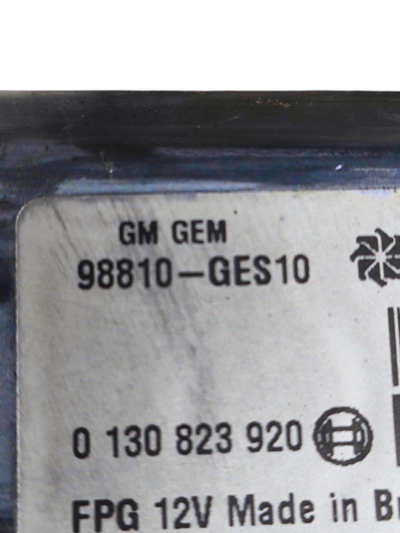 GM GEM
98810-GES10
0 130 823 920
FPG 12V Made in